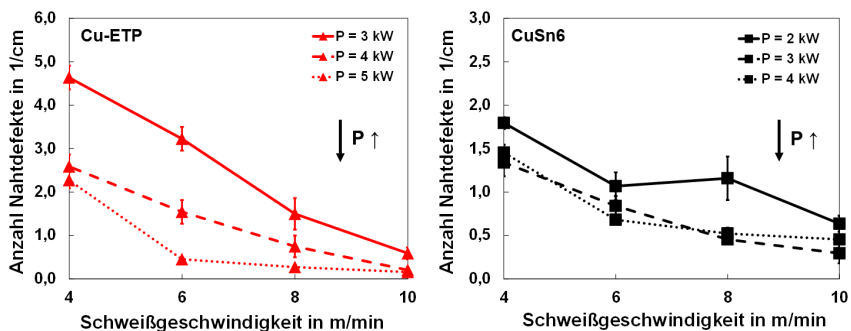 Cu-ETP
P = 3 kW
P = 4 kW
P = 5 kW
P ↑
Anzahl Nahtdefekte in 1/cm
6,0
5,0
4,0
3,0
2,0
1,0
0,0
4 6 8 10
Schweißgeschwindigkeit in m/min
CuSn6
P = 2 kW
P = 3 kW
P = 4 kW
P ↑
Anzahl Nahtdefekte in 1/cm
3,0
2,5
2,0
1,5
1,0
0,5
0,0
4 6 8 10
Schweißgeschwindigkeit in m/min